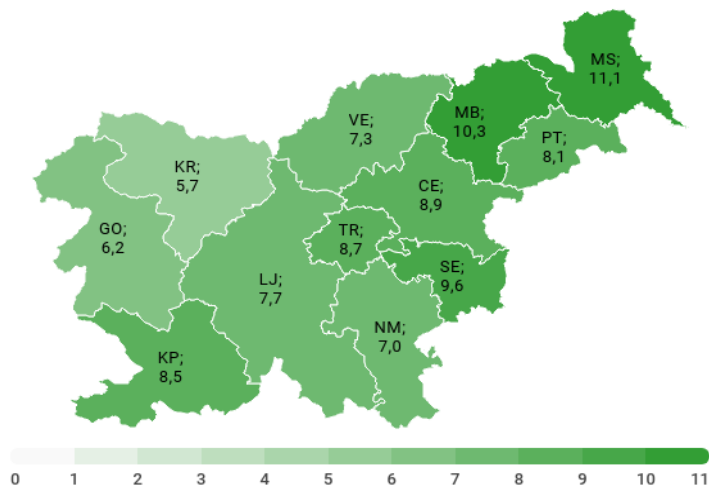 MS;
11,1
MB;
10,3
VE;
7,3
PT;
8,1
KR;
5,7
CE;
8,9
GO;
6,2
TR;
8,7
SE;
9,6
LJ;
7,7
NM;
7,0
KP;
8,5
0 1 2 3 4 5 6 7 8 9 10 11